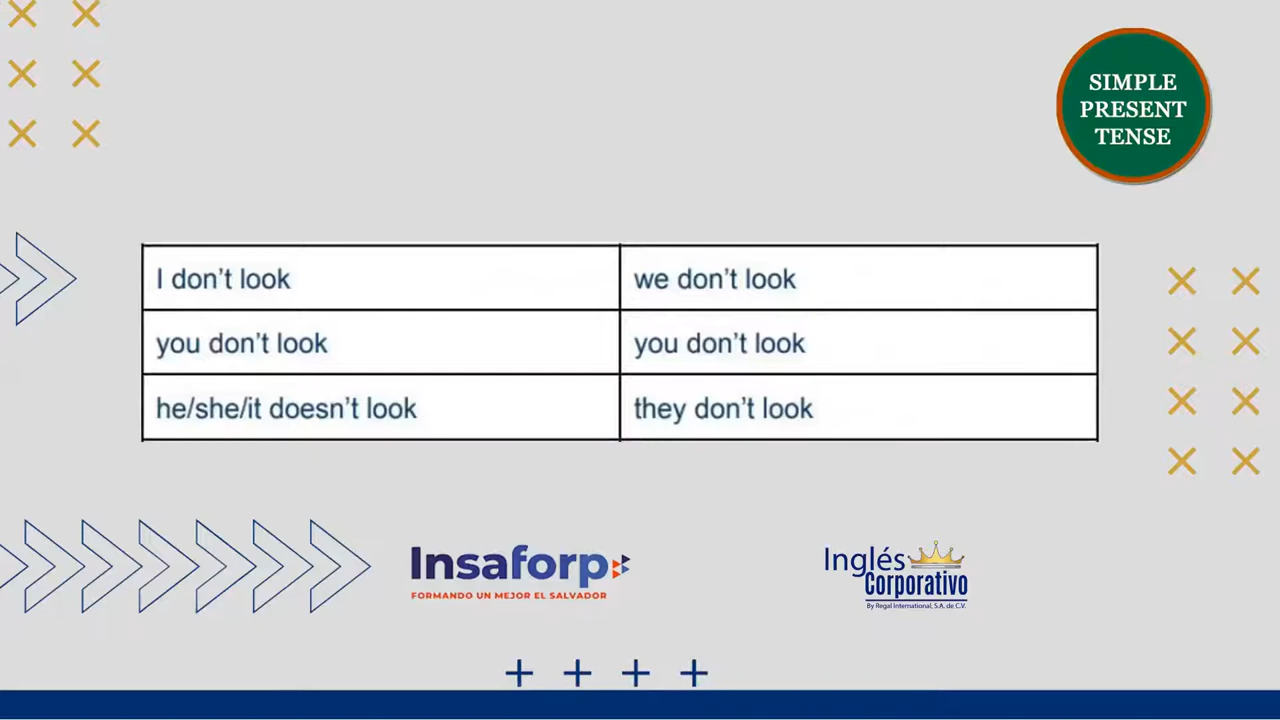 SIMPLE
PRESENT
TENSE
I don't look
we don't look
you don't look
you don't look
he/she/it doesn't look
they don't look
Insaforp
FORMANDO UN MEJOR EL SALVADOR
Inglés
Corporativo
By Regal International, S.A. de C.V.